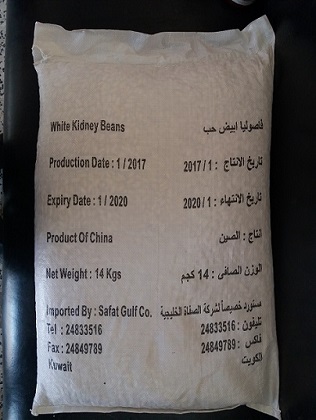 White Kidney Beans فاصوليا ابيض حب
Production Date : 1 / 2017 تاريخ الانتاج : 1 / 2017
Expiry Date : 1 / 2020 تاريخ الانتهاء : 1 / 2020
Product Of China انتاج : الصين
Net Weight : 14 Kgs الوزن الصافى : 14 كجم
Imported By : Safat Gulf Co. مستورد خصيصاً لشركة الصفاة الخليجية
Tel : 24833516 تليفون : 24833516
Fax : 24849789 فاكس : 24849789
Kuwait الكويت